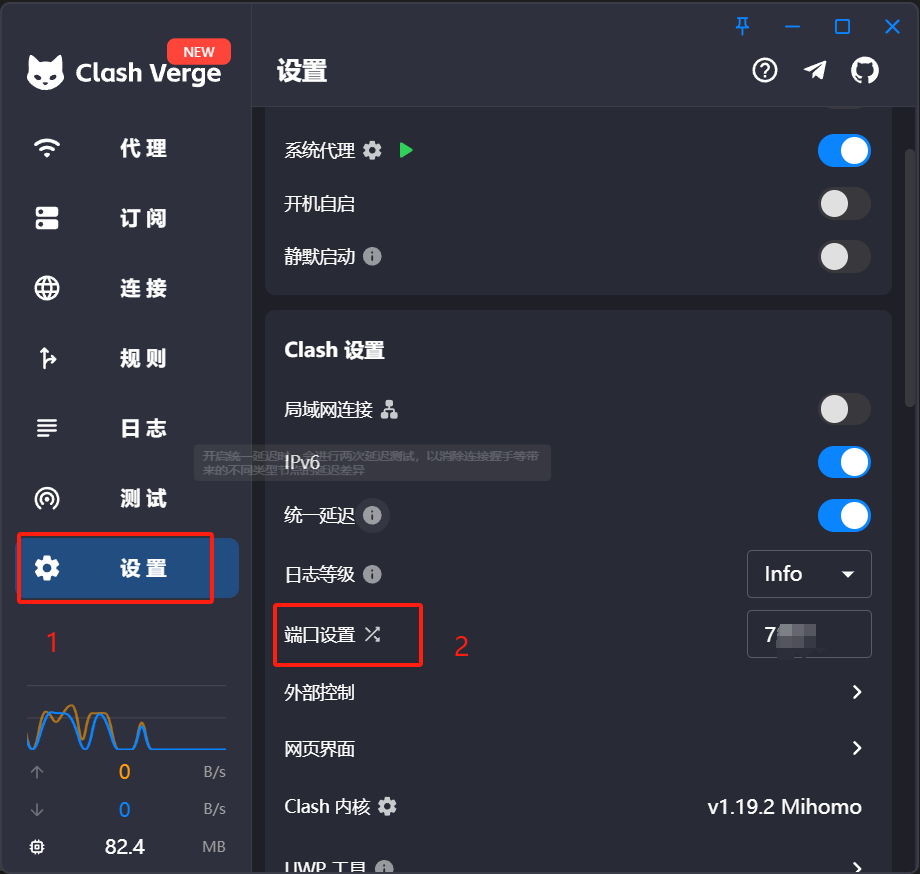 NEW
Clash Verge
代理
订阅
连接
规则
日志
测试
设置
1
0 B/s
0 B/s
82.4 MB
设置
系统代理
开机自启
静默启动
Clash 设置
局域网连接
开启统一延迟时，会进行两次延迟测试，以消除连接握手等带
来的不同类型节点的延迟差异
IPv6
统一延迟
日志等级
Info
端口设置
2
7
外部控制
网页界面
Clash 内核
v1.19.2 Mihomo
UWP 工具